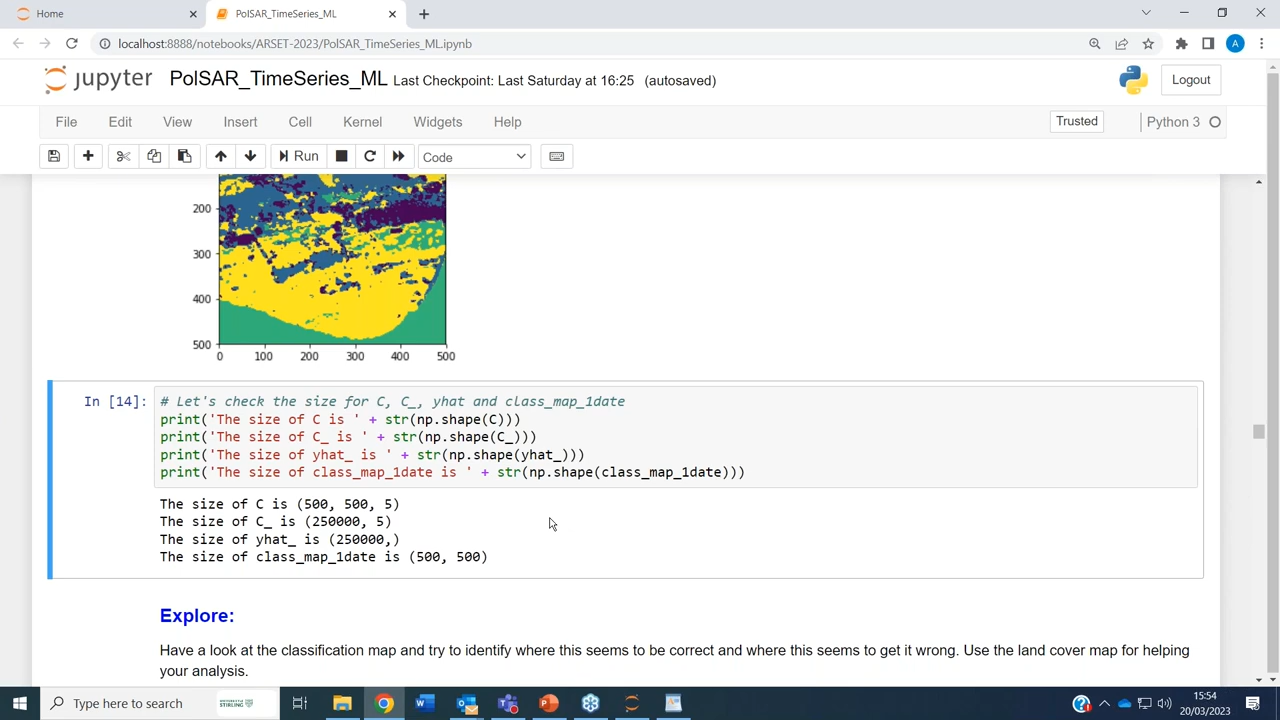 Home
PolSAR_TimeSeries_ML
localhost:8888/notebooks/ARSET-2023/PolSAR_TimeSeries_ML.ipynb
A
jupyter PolSAR_TimeSeries_ML Last Checkpoint: Last Saturday at 16:25 (autosaved)
Logout
File Edit View Insert Cell Kernel Widgets Help
Trusted
Python 3
Run
Code
200
300
400
500
0 100 200 300 400 500
In [14]:
# Let's check the size for C, C_, yhat and class_map_1date
print('The size of C is ' + str(np.shape(C)))
print('The size of C_ is ' + str(np.shape(C_)))
print('The size of yhat_ is ' + str(np.shape(yhat_)))
print('The size of class_map_1date is ' + str(np.shape(class_map_1date)))
The size of C is (500, 500, 5)
The size of C_ is (250000, 5)
The size of yhat_ is (250000,)
The size of class_map_1date is (500, 500)
Explore:
Have a look at the classification map and try to identify where this seems to be correct and where this seems to get it wrong. Use the land cover map for helping
your analysis.
Type here to search
15:54
20/03/2023